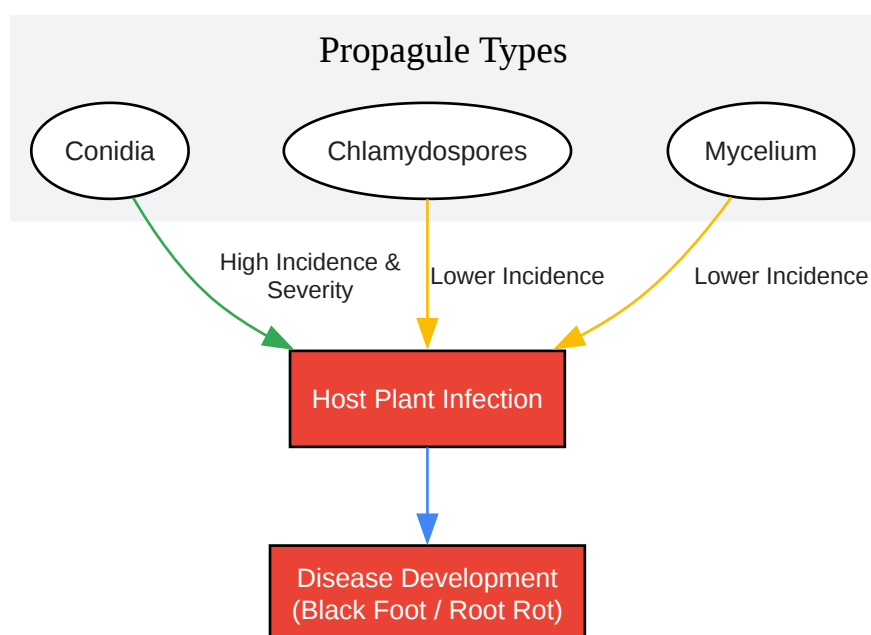 Propagule Types
Conidia
Chlamydospores
Mycelium
High Incidence &
Severity
Lower Incidence
Lower Incidence
Host Plant Infection
Disease Development
(Black Foot / Root Rot)